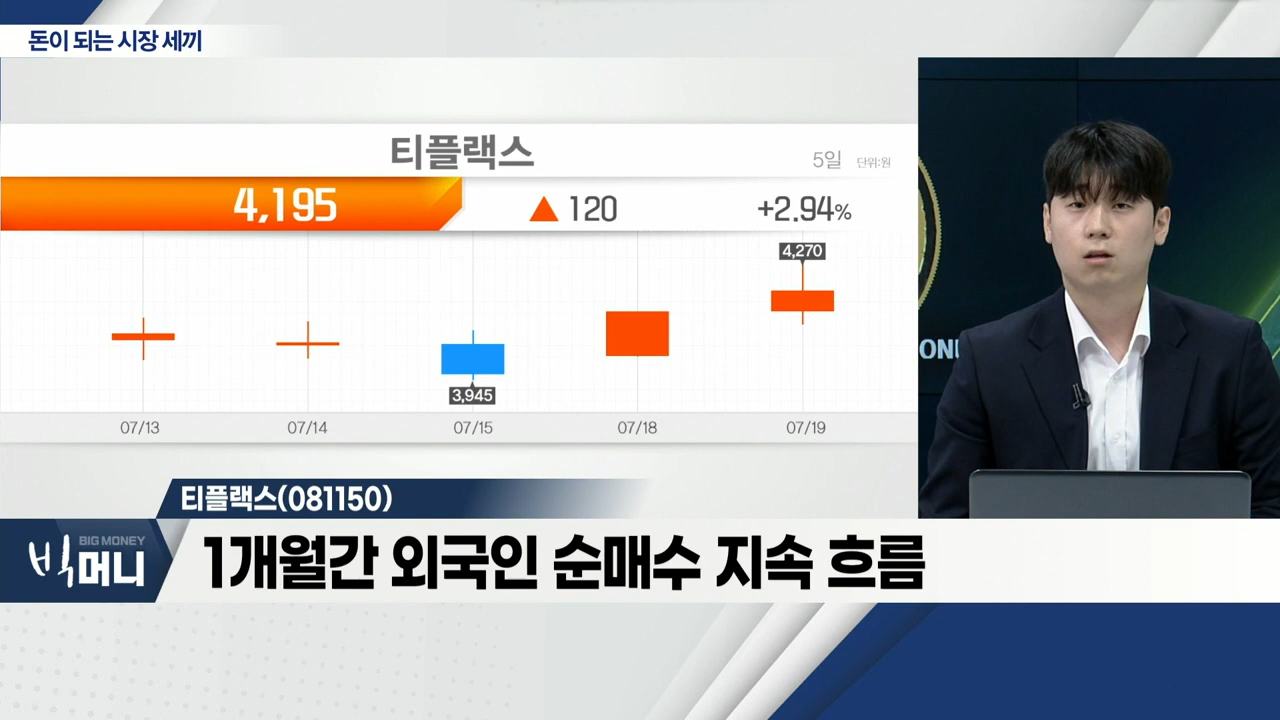 돈이 되는 시장 세끼
티플랙스
5일 단위:원
4,195 ▲ 120 +2.94%
4,270
3,945
07/13 07/14 07/15 07/18 07/19
ONE
티플랙스(081150)
BIG MONEY
빅머니
1개월간 외국인 순매수 지속 흐름